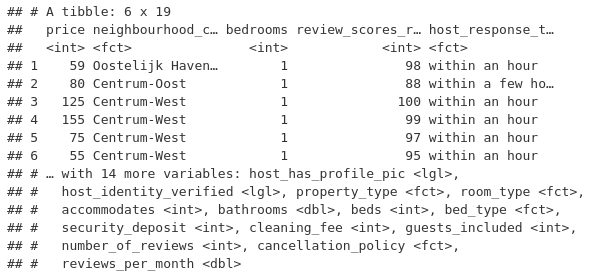 ## # A tibble: 6 x 19
##   price neighbourhood_c… bedrooms review_scores_r… host_response_t…
##   <int> <fct>               <int>            <int> <fct>
## 1    59 Oostelijk Haven…        1               98 within an hour
## 2    80 Centrum-Oost            1               88 within a few ho…
## 3   125 Centrum-West            1              100 within an hour
## 4   155 Centrum-West            1               99 within an hour
## 5    75 Centrum-West            1               97 within an hour
## 6    55 Centrum-West            1               95 within an hour
## # … with 14 more variables: host_has_profile_pic <lgl>,
## #   host_identity_verified <lgl>, property_type <fct>, room_type <fct>,
## #   accommodates <int>, bathrooms <dbl>, beds <int>, bed_type <fct>,
## #   security_deposit <int>, cleaning_fee <int>, guests_included <int>,
## #   number_of_reviews <int>, cancellation_policy <fct>,
## #   reviews_per_month <dbl>